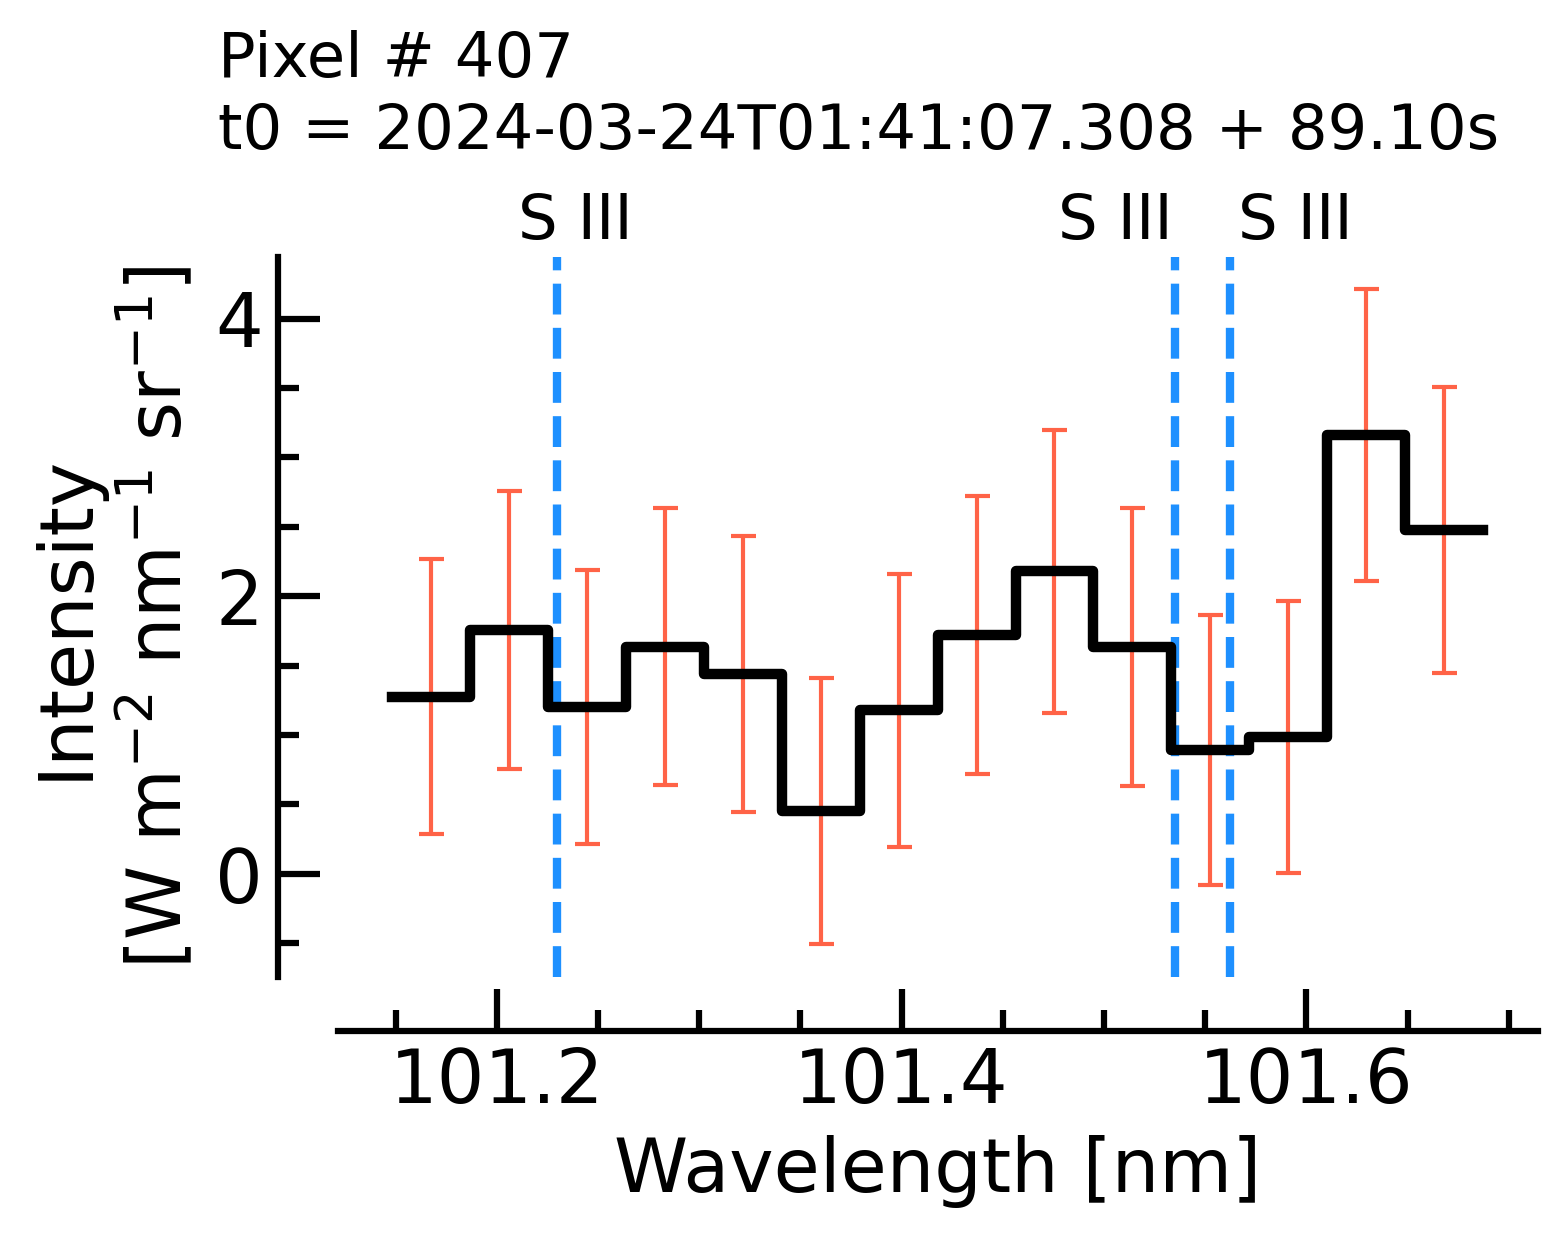 Pixel # 407
t0 = 2024-03-24T01:41:07.308 + 89.10s
S III S III S III
Intensity
[W m⁻² nm⁻¹ sr⁻¹]
4
2
0
101.2 101.4 101.6
Wavelength [nm]